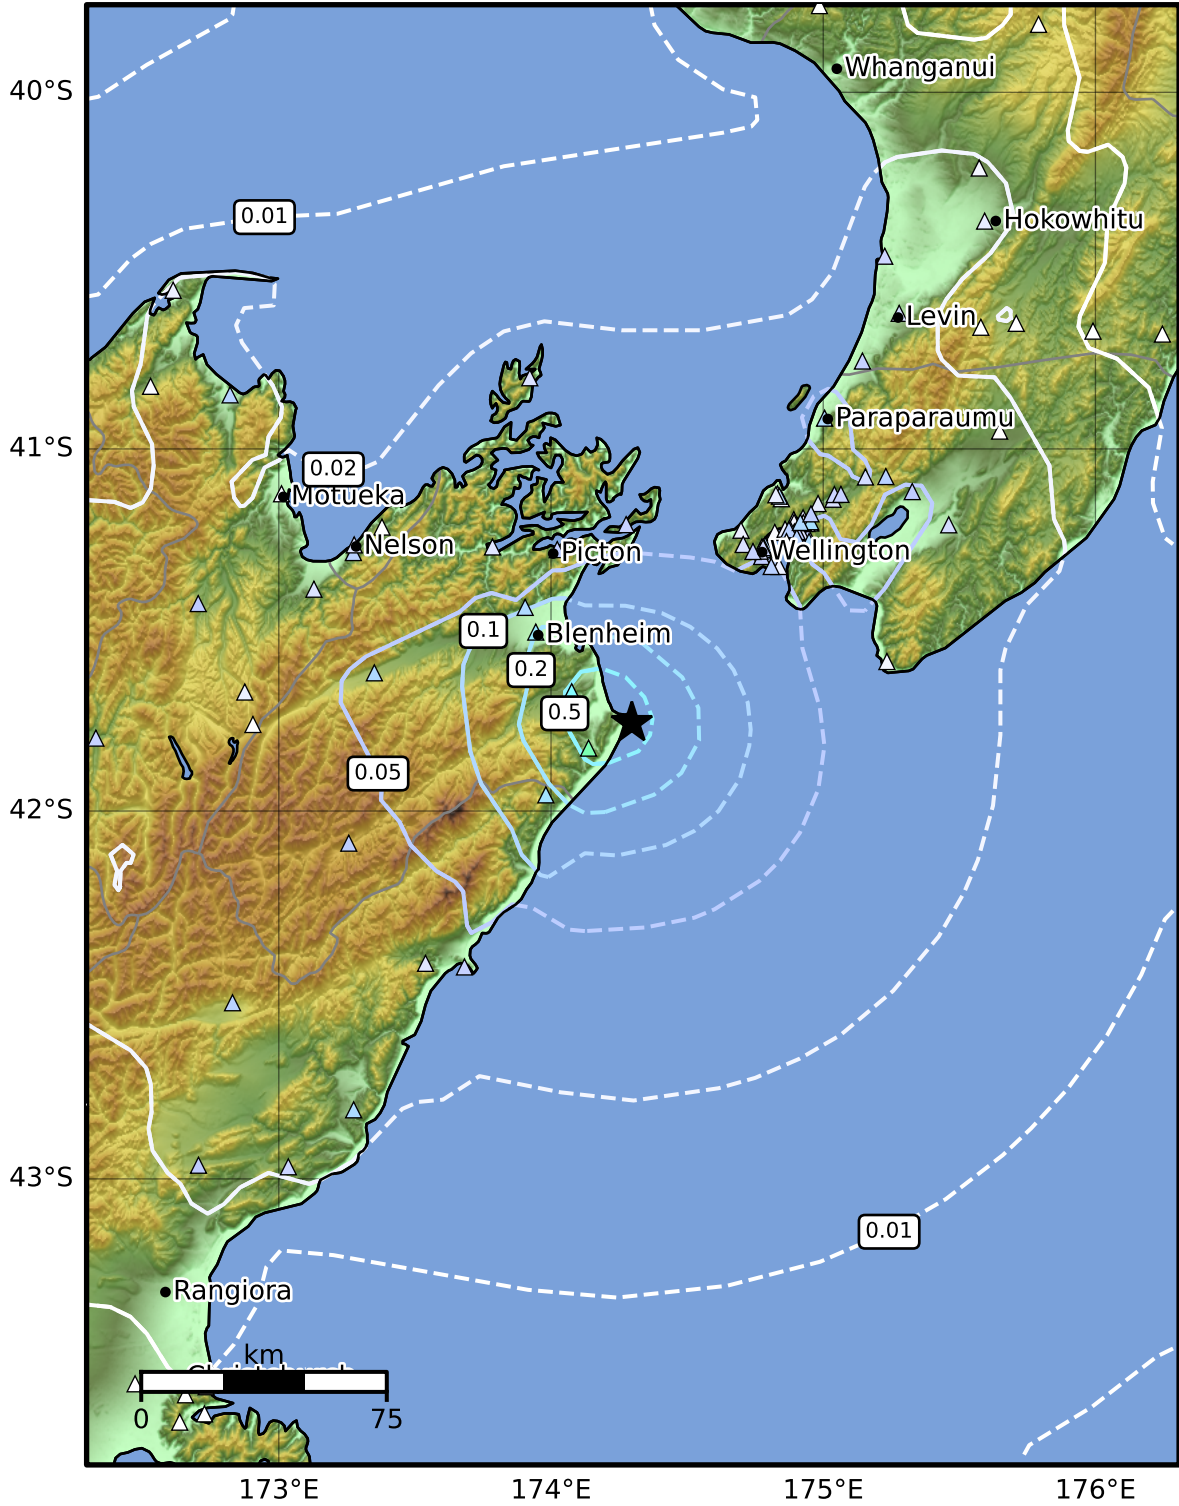 40°S
Whanganui
0.01
Hokowhitu
Levin
Paraparaumu
41°S
0.02
Motueka
Nelson
Picton
Wellington
0.1
Blenheim
0.2
0.5
0.05
42°S
43°S
0.01
Rangiora
km
0
75
173°E
174°E
175°E
176°E